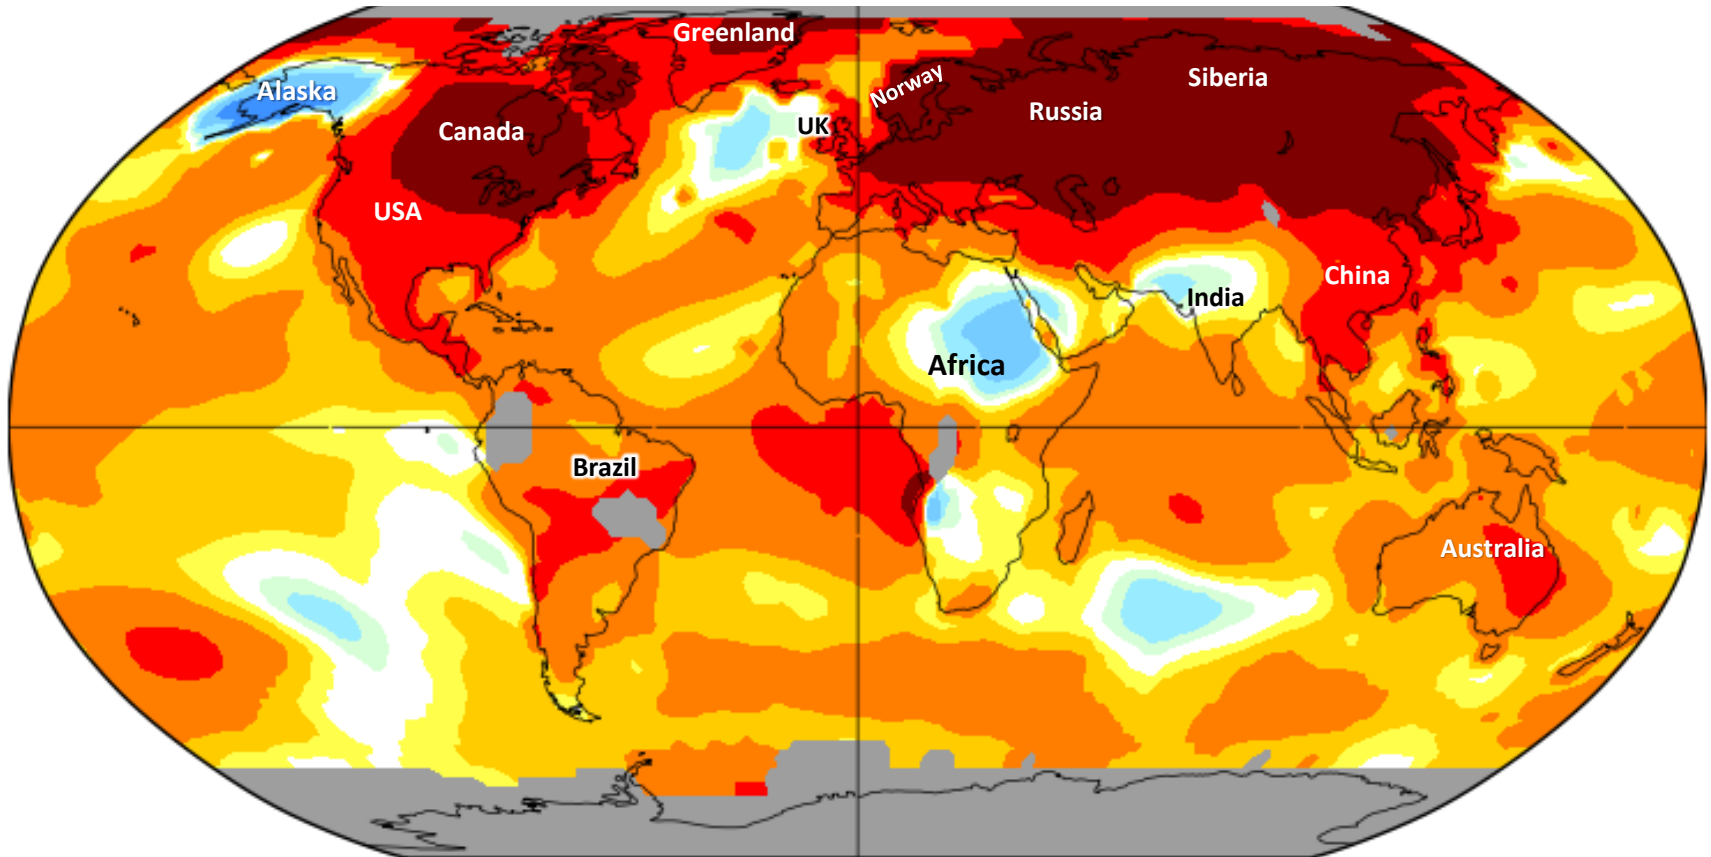 Greenland
Alaska
Norway
Siberia
Russia
UK
Canada
USA
China
India
Africa
Brazil
Australia